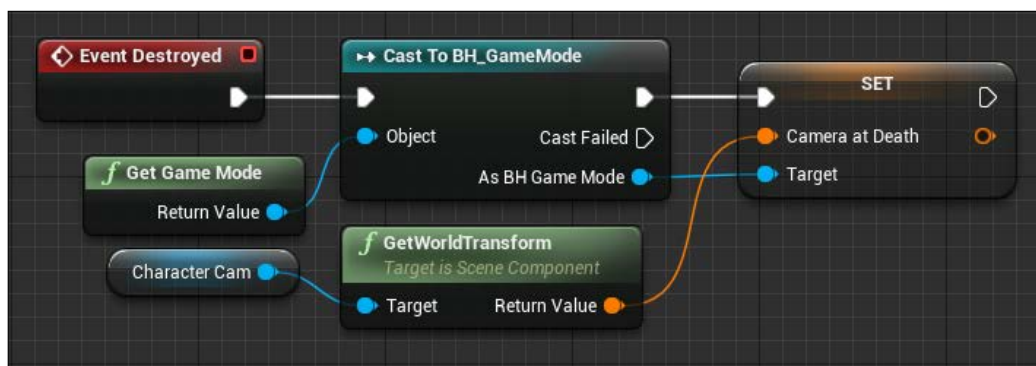 Event Destroyed
Cast To BH_GameMode
SET
Object
Cast Failed
Camera at Death
As BH Game Mode
Target
f Get Game Mode
Return Value
f GetWorldTransform
Target is Scene Component
Character Cam
Target
Return Value